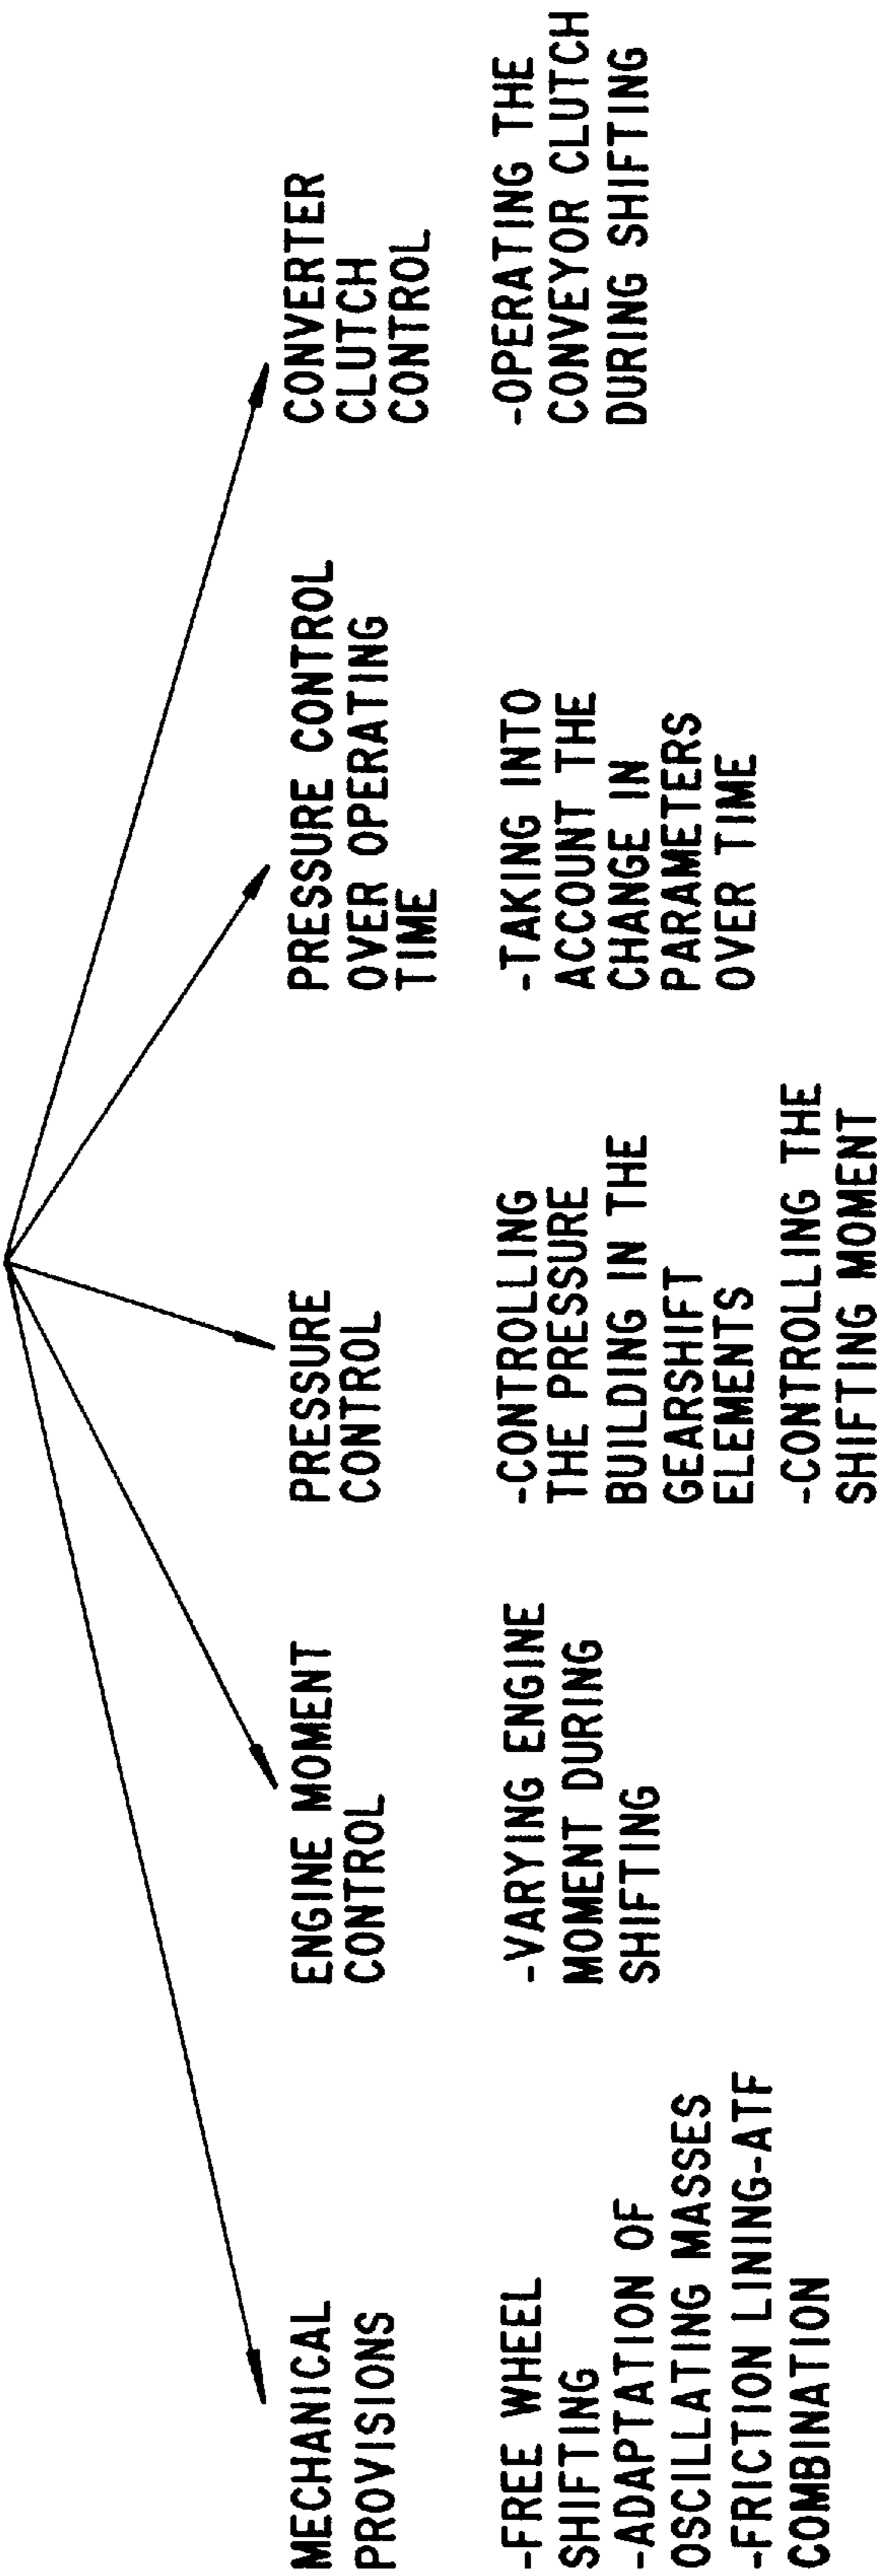 MECHANICAL
PROVISIONS
-FREE WHEEL
SHIFTING
-ADAPTATION OF
OSCILLATING MASSES
-FRICTION LINING-ATF
COMBINATION
ENGINE MOMENT
CONTROL
-VARYING ENGINE
MOMENT DURING
SHIFTING
PRESSURE
CONTROL
-CONTROLLING
THE PRESSURE
BUILDING IN THE
GEARSHIFT
ELEMENTS
-CONTROLLING THE
SHIFTING MOMENT
PRESSURE CONTROL
OVER OPERATING
TIME
-TAKING INTO
ACCOUNT THE
CHANGE IN
PARAMETERS
OVER TIME
CONVERTER
CLUTCH
CONTROL
-OPERATING THE
CONVEYOR CLUTCH
DURING SHIFTING